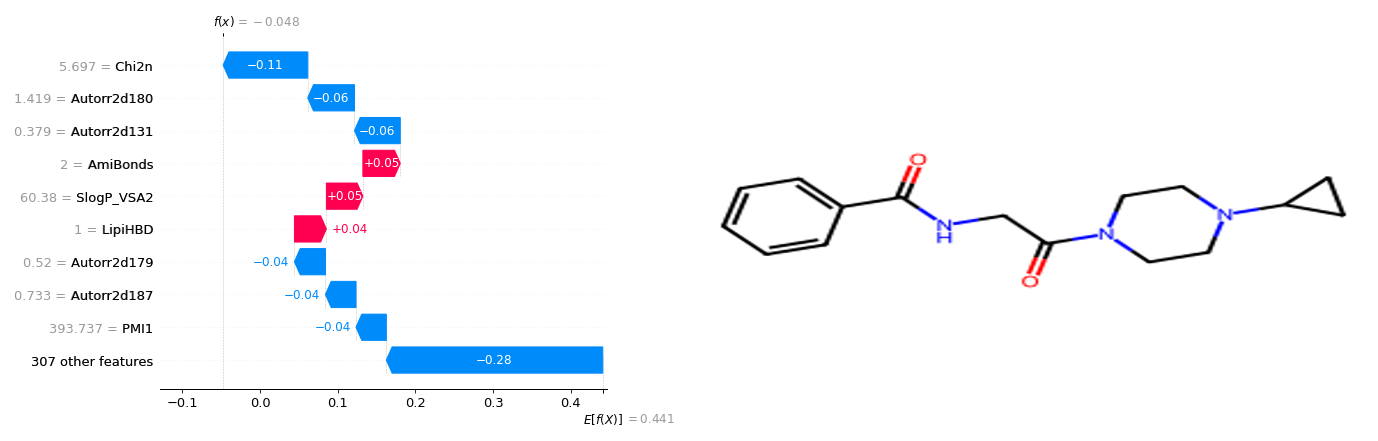 f(x) = −0.048
5.697 = Chi2n
−0.11
1.419 = Autorr2d180
−0.06
0.379 = Autorr2d131
−0.06
2 = AmiBonds
+0.05
60.38 = SlogP_VSA2
+0.05
1 = LipiHBD
+0.04
0.52 = Autorr2d179
−0.04
0.733 = Autorr2d187
−0.04
393.737 = PMI1
−0.04
307 other features
−0.28
−0.1 0.0 0.1 0.2 0.3 0.4
E[f(X)] = 0.441
O
N
H
O
N
N